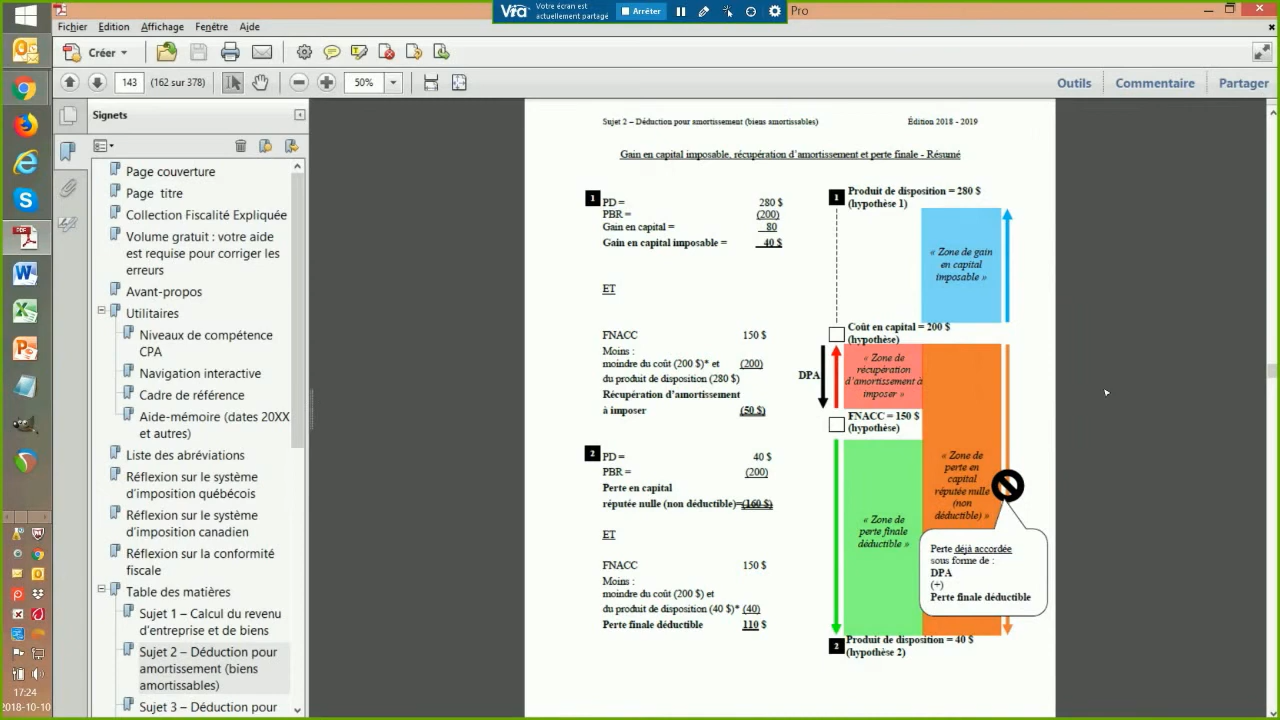 Votre écran est
actuellement partagé
Arrêter
Pro
Fichier Edition Affichage Fenêtre Aide
Créer
143 (162 sur 378) 50% Outils Commentaire Partager
Signets
Page couverture
Page titre
Collection Fiscalité Expliquée
Volume gratuit : votre aide
est requise pour corriger les
erreurs
Avant-propos
Utilitaires
Niveaux de compétence
CPA
Navigation interactive
Cadre de référence
Aide-mémoire (dates 20XX
et autres)
Liste des abréviations
Réflexion sur le système
d'imposition québécois
Réflexion sur le système
d'imposition canadien
Réflexion sur la conformité
fiscale
Table des matières
Sujet 1 – Calcul du revenu
d'entreprise et de biens
Sujet 2 – Déduction pour
amortissement (biens
amortissables)
Sujet 3 – Déduction pour
17:24
2018-10-10
Sujet 2 – Déduction pour amortissement (biens amortissables) Édition 2018 - 2019
Gain en capital imposable, récupération d'amortissement et perte finale - Résumé
1
PD = 280 $
PBR = (200)
Gain en capital = 80
Gain en capital imposable = 40 $
ET
FNACC 150 $
Moins :
moindre du coût (200 $)* et (200)
du produit de disposition (280 $)
Récupération d'amortissement
à imposer (50 $)
2
PD = 40 $
PBR = (200)
Perte en capital
réputée nulle (non déductible)= (160 $)
ET
FNACC 150 $
Moins :
moindre du coût (200 $) et
du produit de disposition (40 $)* (40)
Perte finale déductible 110 $
1 Produit de disposition = 280 $
(hypothèse 1)
« Zone de gain
en capital
imposable »
Coût en capital = 200 $
(hypothèse)
DPA
« Zone de
récupération
d'amortissement à
imposer »
FNACC = 150 $
(hypothèse)
« Zone de
perte en
capital
réputée nulle
(non
déductible) »
« Zone de
perte finale
déductible »
Perte déjà accordée
sous forme de :
DPA
(+)
Perte finale déductible
2 Produit de disposition = 40 $
(hypothèse 2)